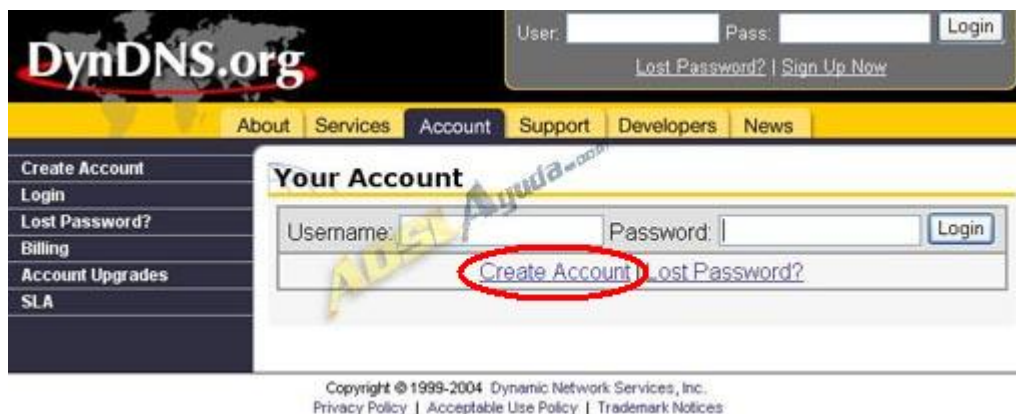 User: Pass: Login
DynDNS.org
Lost Password? | Sign Up Now
About Services Account Support Developers News
Create Account
Login
Lost Password?
Billing
Account Upgrades
SLA
Your Account
ADSLAyuda.com
Username: Password: Login
Create Account | Lost Password?
Copyright © 1999-2004 Dynamic Network Services, Inc.
Privacy Policy | Acceptable Use Policy | Trademark Notices